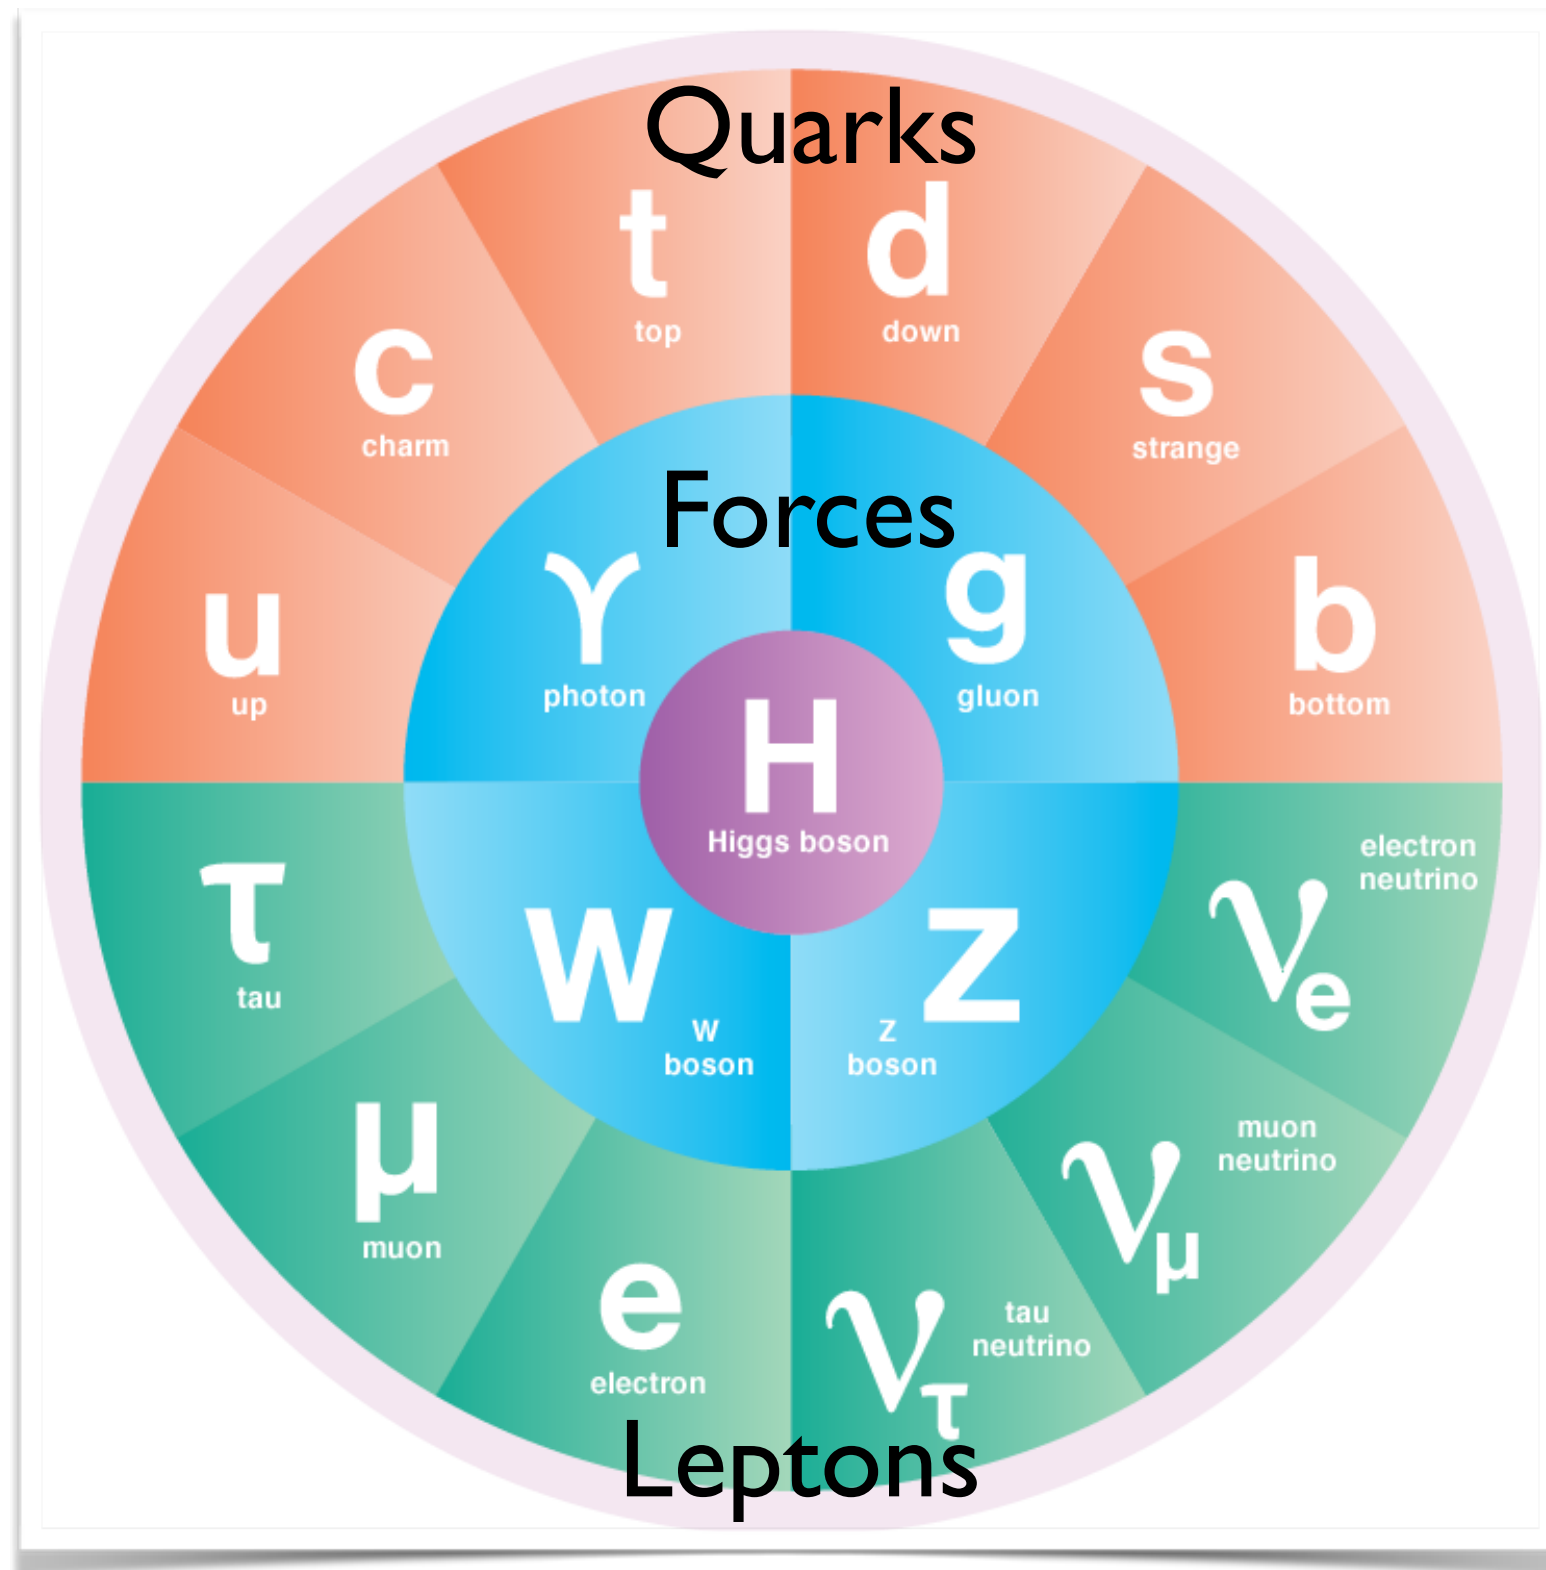 Quarks
t
top
d
down
c
charm
s
strange
u
up
b
bottom
Forces
γ
photon
g
gluon
H
Higgs boson
W
W
boson
Z
Z
boson
τ
tau
μ
muon
e
electron
νe
electron
neutrino
νμ
muon
neutrino
ντ
tau
neutrino
Leptons